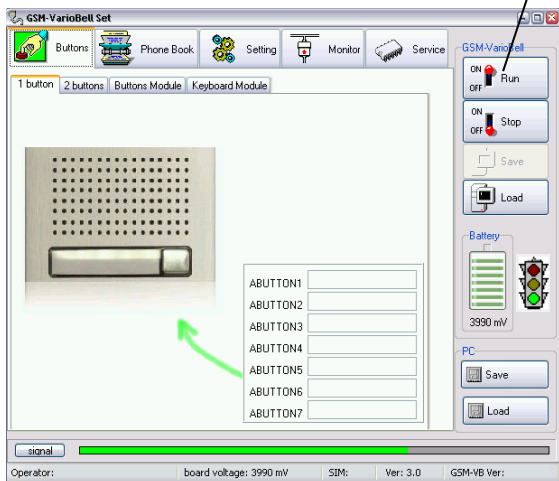 GSM-VarioBell Set
Buttons
Phone Book
Setting
Monitor
Service
1 button
2 buttons
Buttons Module
Keyboard Module
ABUTTON1
ABUTTON2
ABUTTON3
ABUTTON4
ABUTTON5
ABUTTON6
ABUTTON7
GSM-VarioBell
ON
OFF
Run
ON
OFF
Stop
Save
Load
Battery
3990 mV
PC
Save
Load
signal
Operator:
board voltage: 3990 mV
SIM:
Ver: 3.0
GSM-VB Ver: